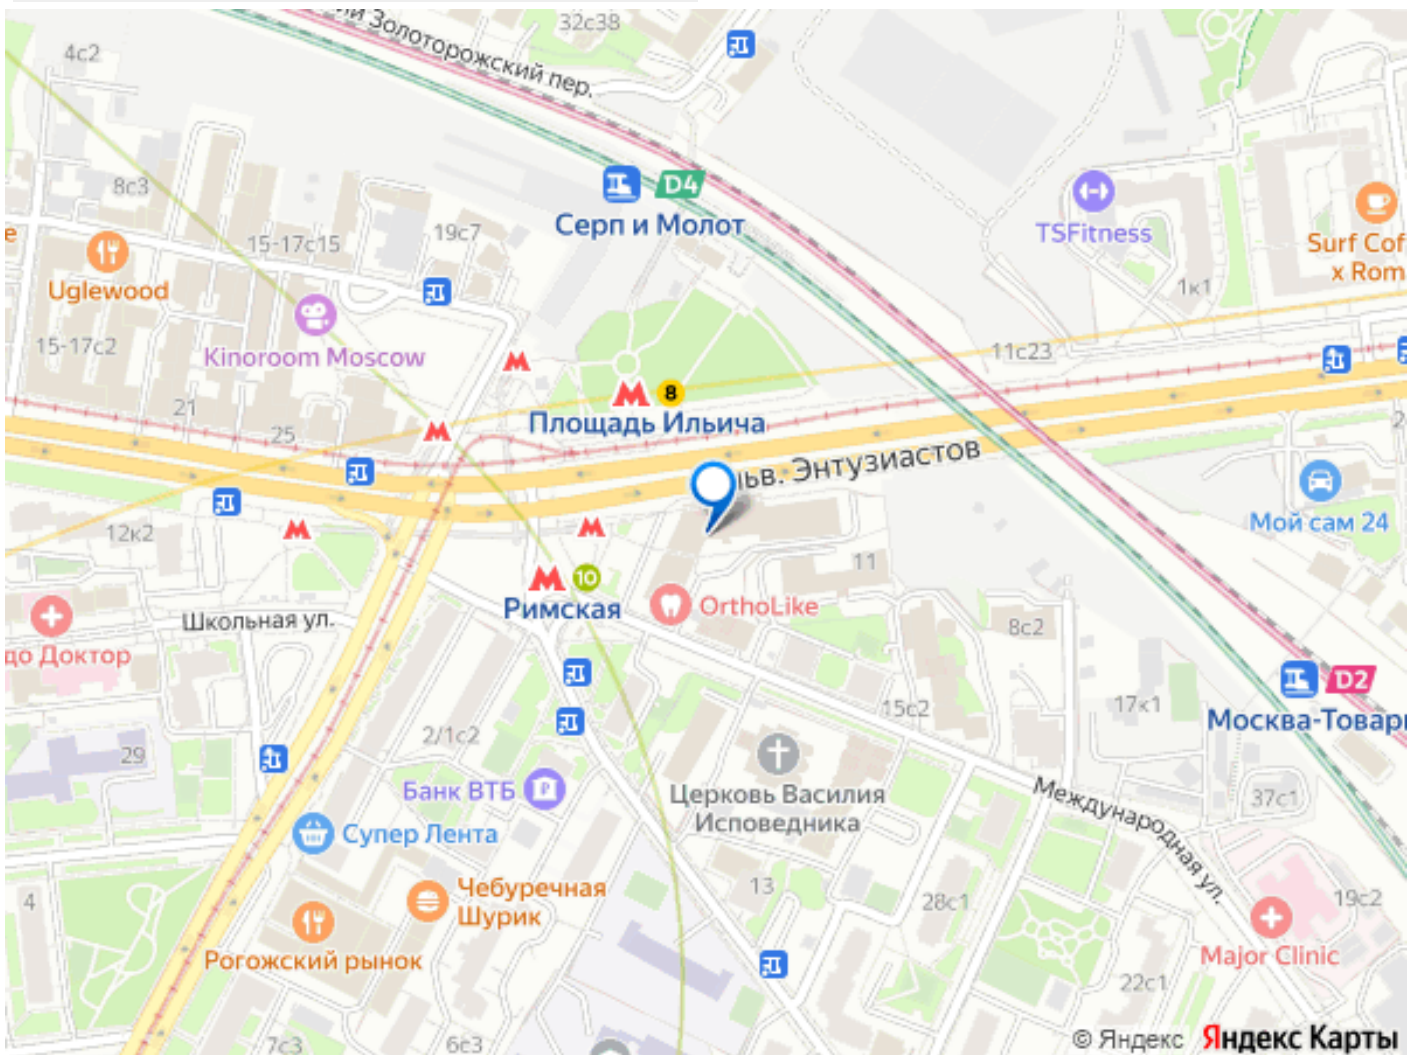 32с38
ий Золоторожский пер.
4с2
8с3
D4
Серп и Молот
19с7
15-17с15
TSFitness
Surf Cof
x Rom
е
Uglewood
1к1
Kinoroom Moscow
15-17с2
11с23
21
25
8
Площадь Ильича
льв. Энтузиастов
Мой сам 24
12к2
11
10
Римская
OrthoLike
Школьная ул.
до Доктор
8с2
D2
17к1
Москва-Товар
15с2
2/1с2
29
Банк ВТБ
Церковь Василия
Исповедника
Международная ул.
37с1
Супер Лента
Чебуречная
Шурик
13
28с1
19с2
4
Рогожский рынок
Major Clinic
22с1
7с3
6с3
© Яндекс Яндекс Карты